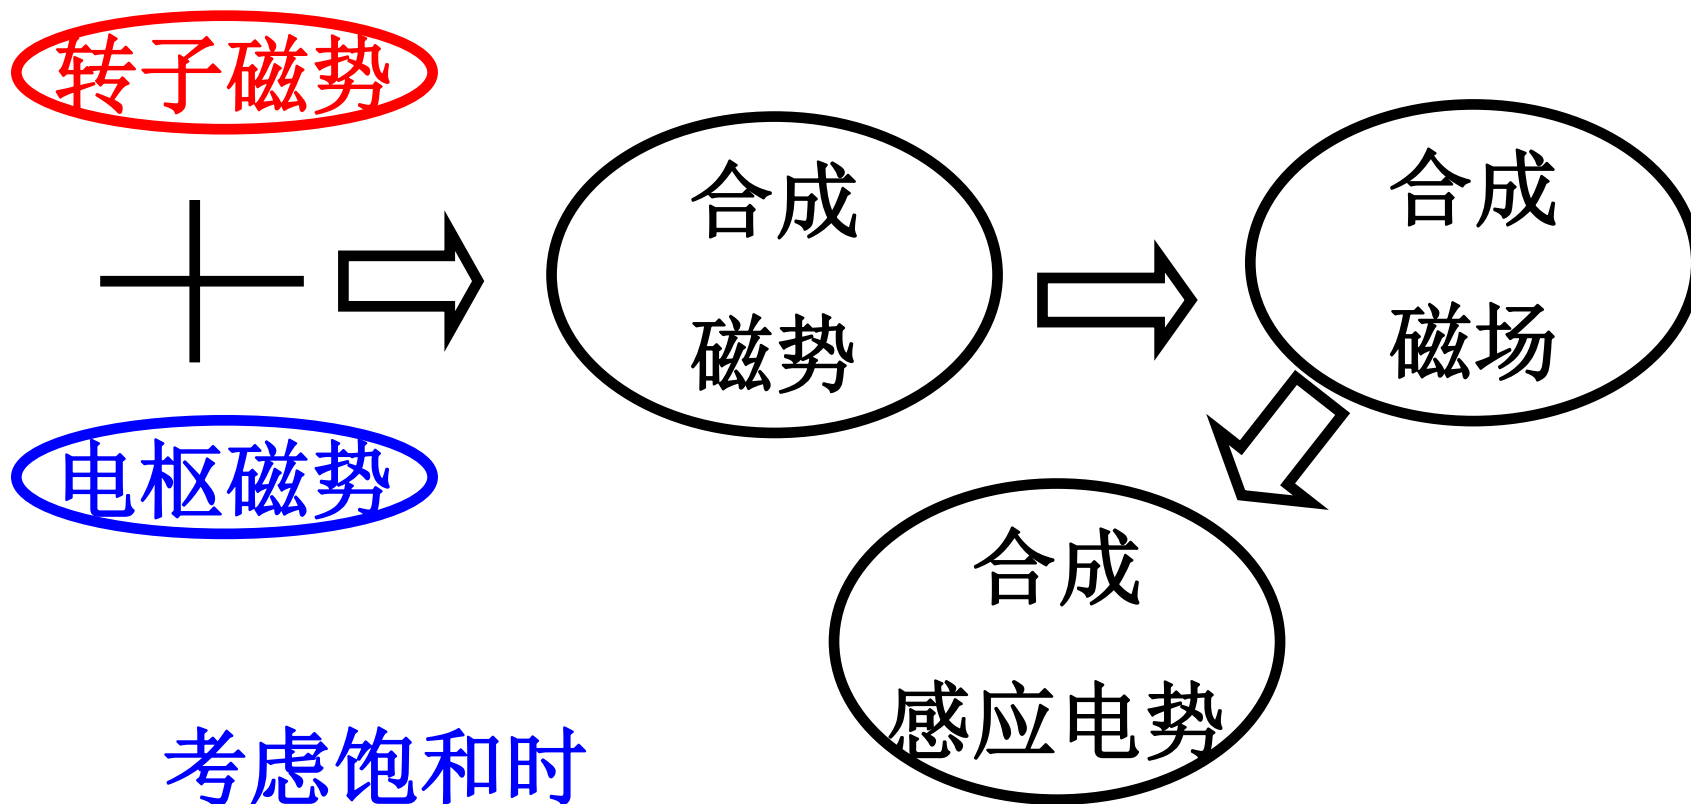 转子磁势
电枢磁势
合成
磁势
合成
磁场
合成
感应电势
考虑饱和时